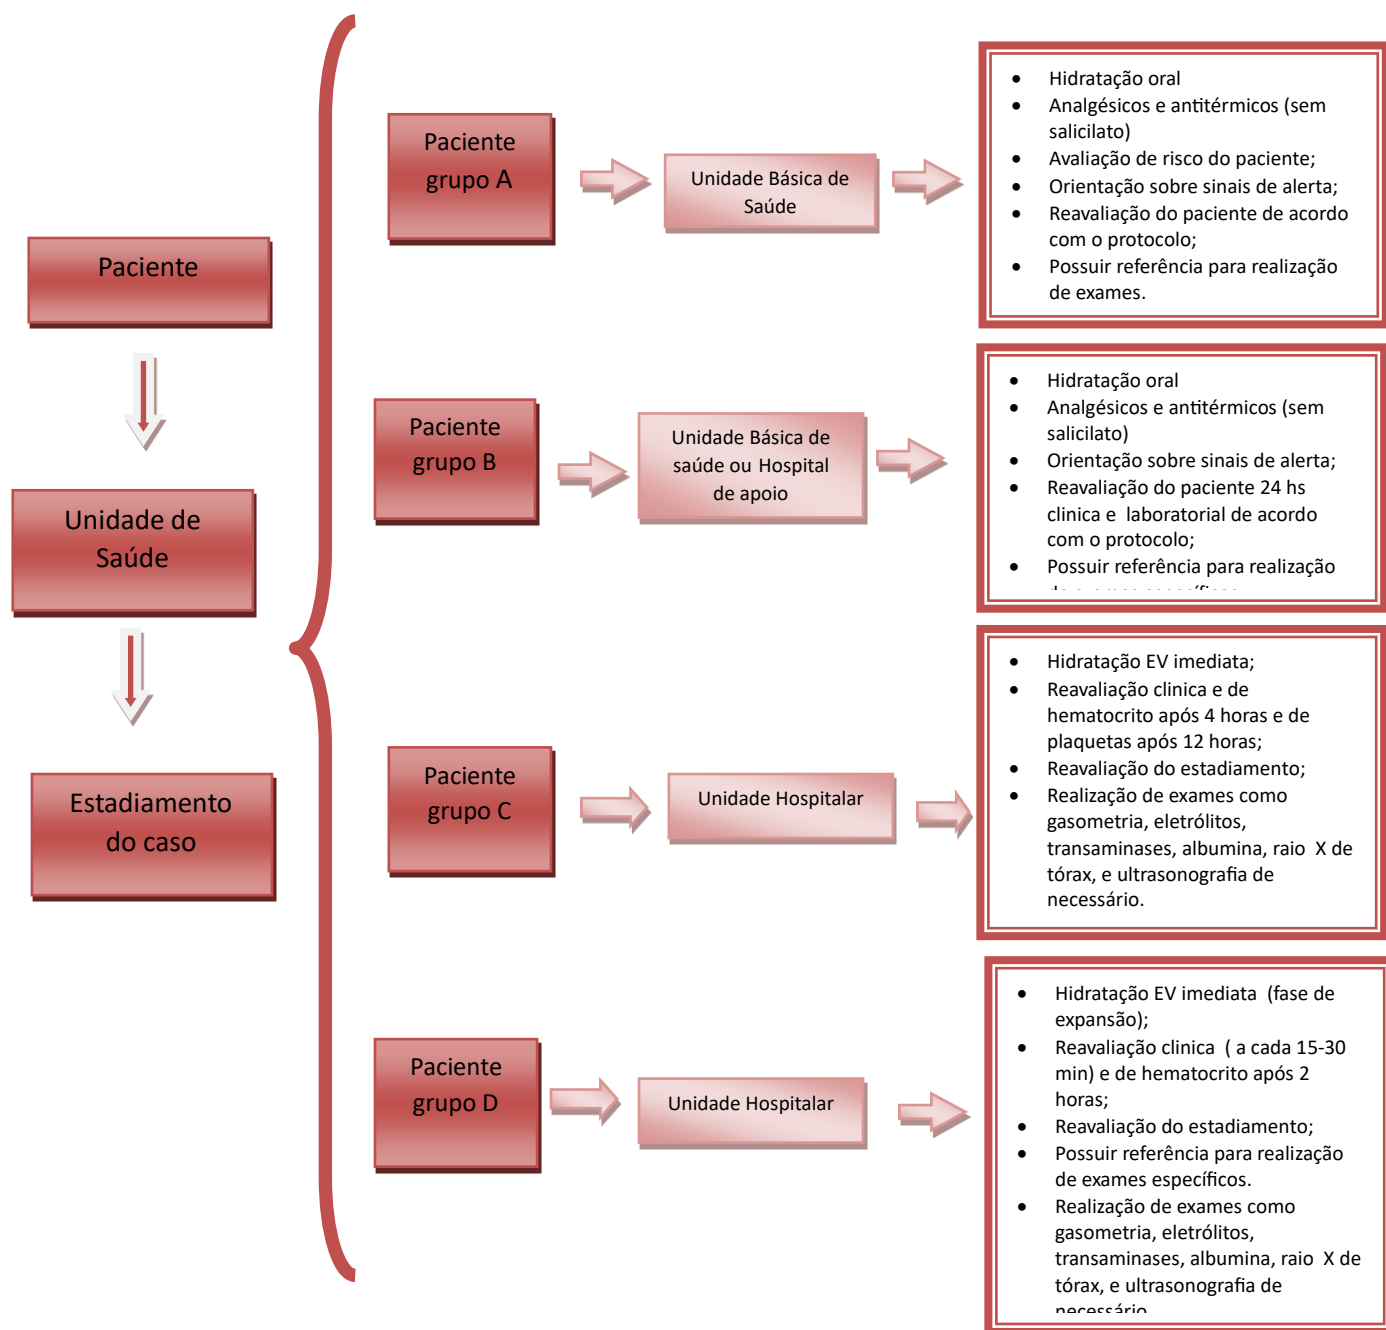 Paciente
Unidade de
Saúde
Estadiamento
do caso
Paciente
grupo A
Unidade Básica de
Saúde
• Hidratação oral
• Analgésicos e antitérmicos (sem
salicilato)
• Avaliação de risco do paciente;
• Orientação sobre sinais de alerta;
• Reavaliação do paciente de acordo
com o protocolo;
• Possuir referência para realização
de exames.
Paciente
grupo B
Unidade Básica de
saúde ou Hospital
de apoio
• Hidratação oral
• Analgésicos e antitérmicos (sem
salicilato)
• Orientação sobre sinais de alerta;
• Reavaliação do paciente 24 hs
clinica e laboratorial de acordo
com o protocolo;
• Possuir referência para realização
de exames específicos
Paciente
grupo C
Unidade Hospitalar
• Hidratação EV imediata;
• Reavaliação clinica e de
hematocrito após 4 horas e de
plaquetas após 12 horas;
• Reavaliação do estadiamento;
• Realização de exames como
gasometria, eletrólitos,
transaminases, albumina, raio X de
tórax, e ultrasonografia de
necessário.
Paciente
grupo D
Unidade Hospitalar
• Hidratação EV imediata (fase de
expansão);
• Reavaliação clinica ( a cada 15-30
min) e de hematocrito após 2
horas;
• Reavaliação do estadiamento;
• Possuir referência para realização
de exames específicos.
• Realização de exames como
gasometria, eletrólitos,
transaminases, albumina, raio X de
tórax, e ultrasonografia de
necessário